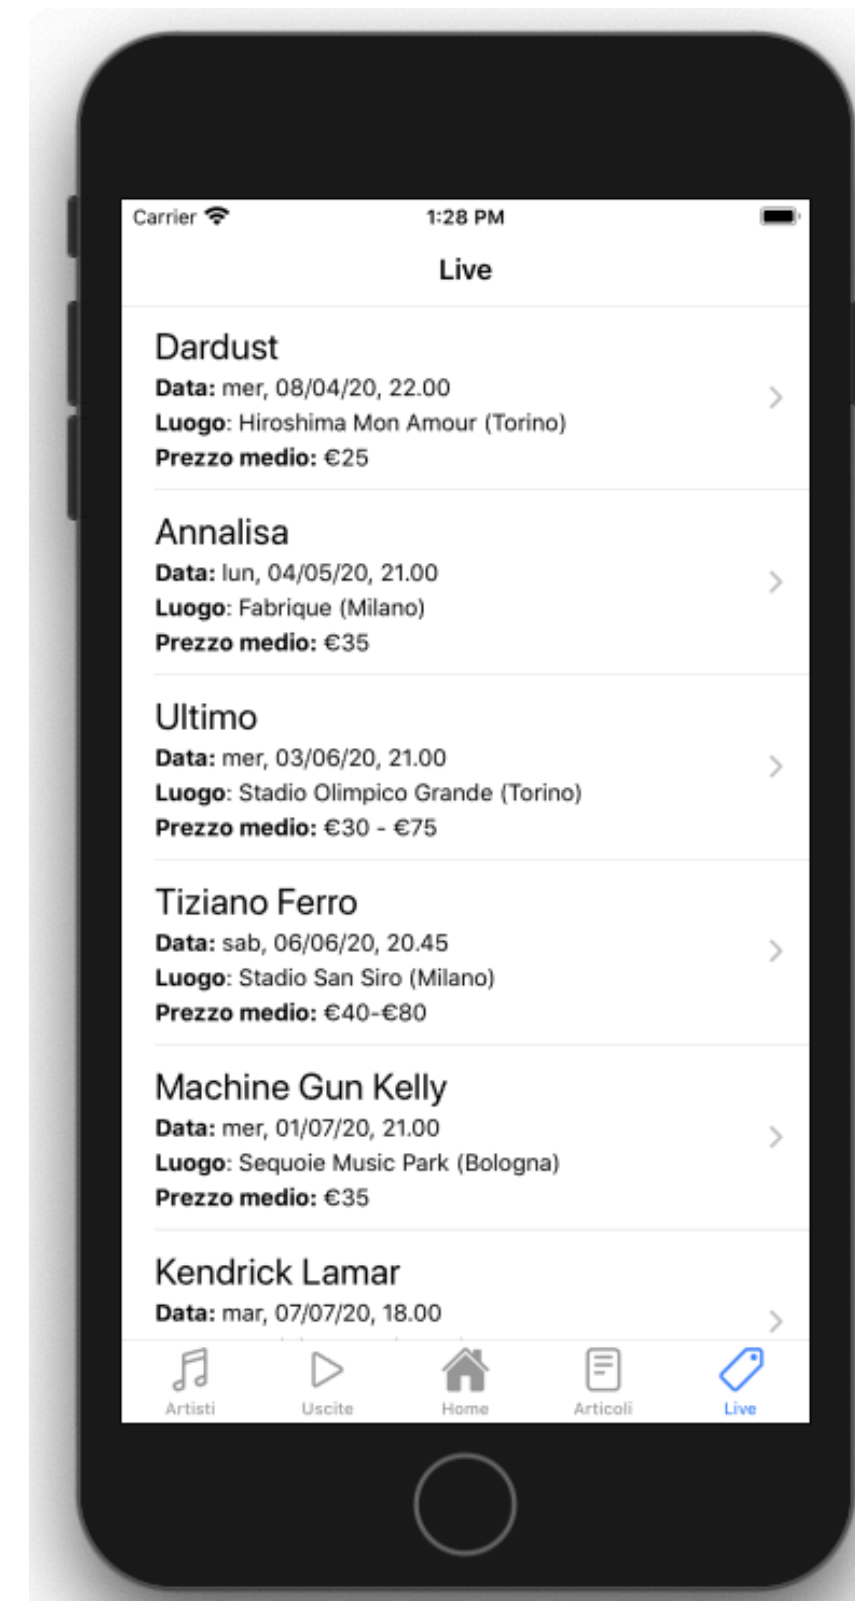 Carrier
1:28 PM
Live
Dardust
Data: mer, 08/04/20, 22.00
Luogo: Hiroshima Mon Amour (Torino)
Prezzo medio: €25
Annalisa
Data: lun, 04/05/20, 21.00
Luogo: Fabrique (Milano)
Prezzo medio: €35
Ultimo
Data: mer, 03/06/20, 21.00
Luogo: Stadio Olimpico Grande (Torino)
Prezzo medio: €30 - €75
Tiziano Ferro
Data: sab, 06/06/20, 20.45
Luogo: Stadio San Siro (Milano)
Prezzo medio: €40-€80
Machine Gun Kelly
Data: mer, 01/07/20, 21.00
Luogo: Sequoie Music Park (Bologna)
Prezzo medio: €35
Kendrick Lamar
Data: mar, 07/07/20, 18.00
Artisti
Uscite
Home
Articoli
Live